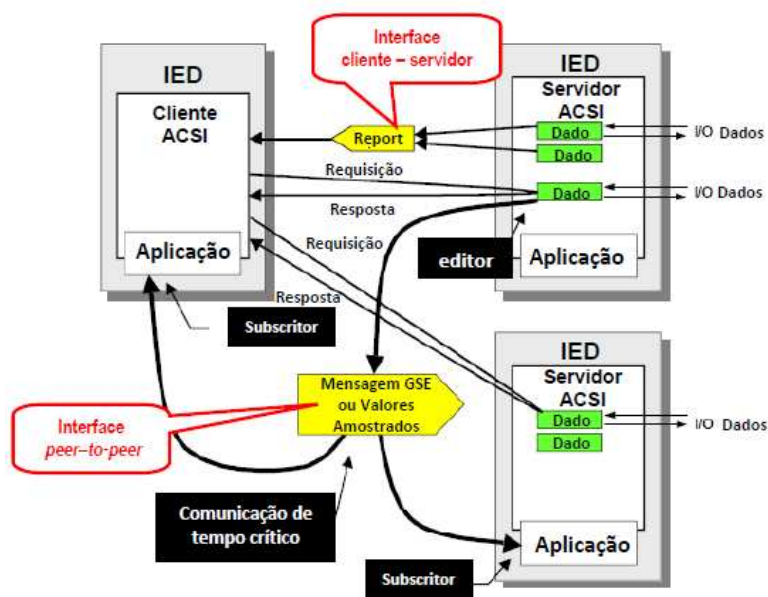 Interface
cliente – servidor
IED
Cliente
ACSI
Aplicação
Report
IED
Servidor
ACSI
Dado
Dado
Dado
Aplicação
I/O Dados
I/O Dados
Requisição
Resposta
Requisição
Resposta
editor
Subscritor
Mensagem GSE
ou Valores
Amostrados
Interface
peer–to-peer
Comunicação de
tempo crítico
Subscritor
IED
Servidor
ACSI
Dado
Dado
Aplicação
I/O Dados